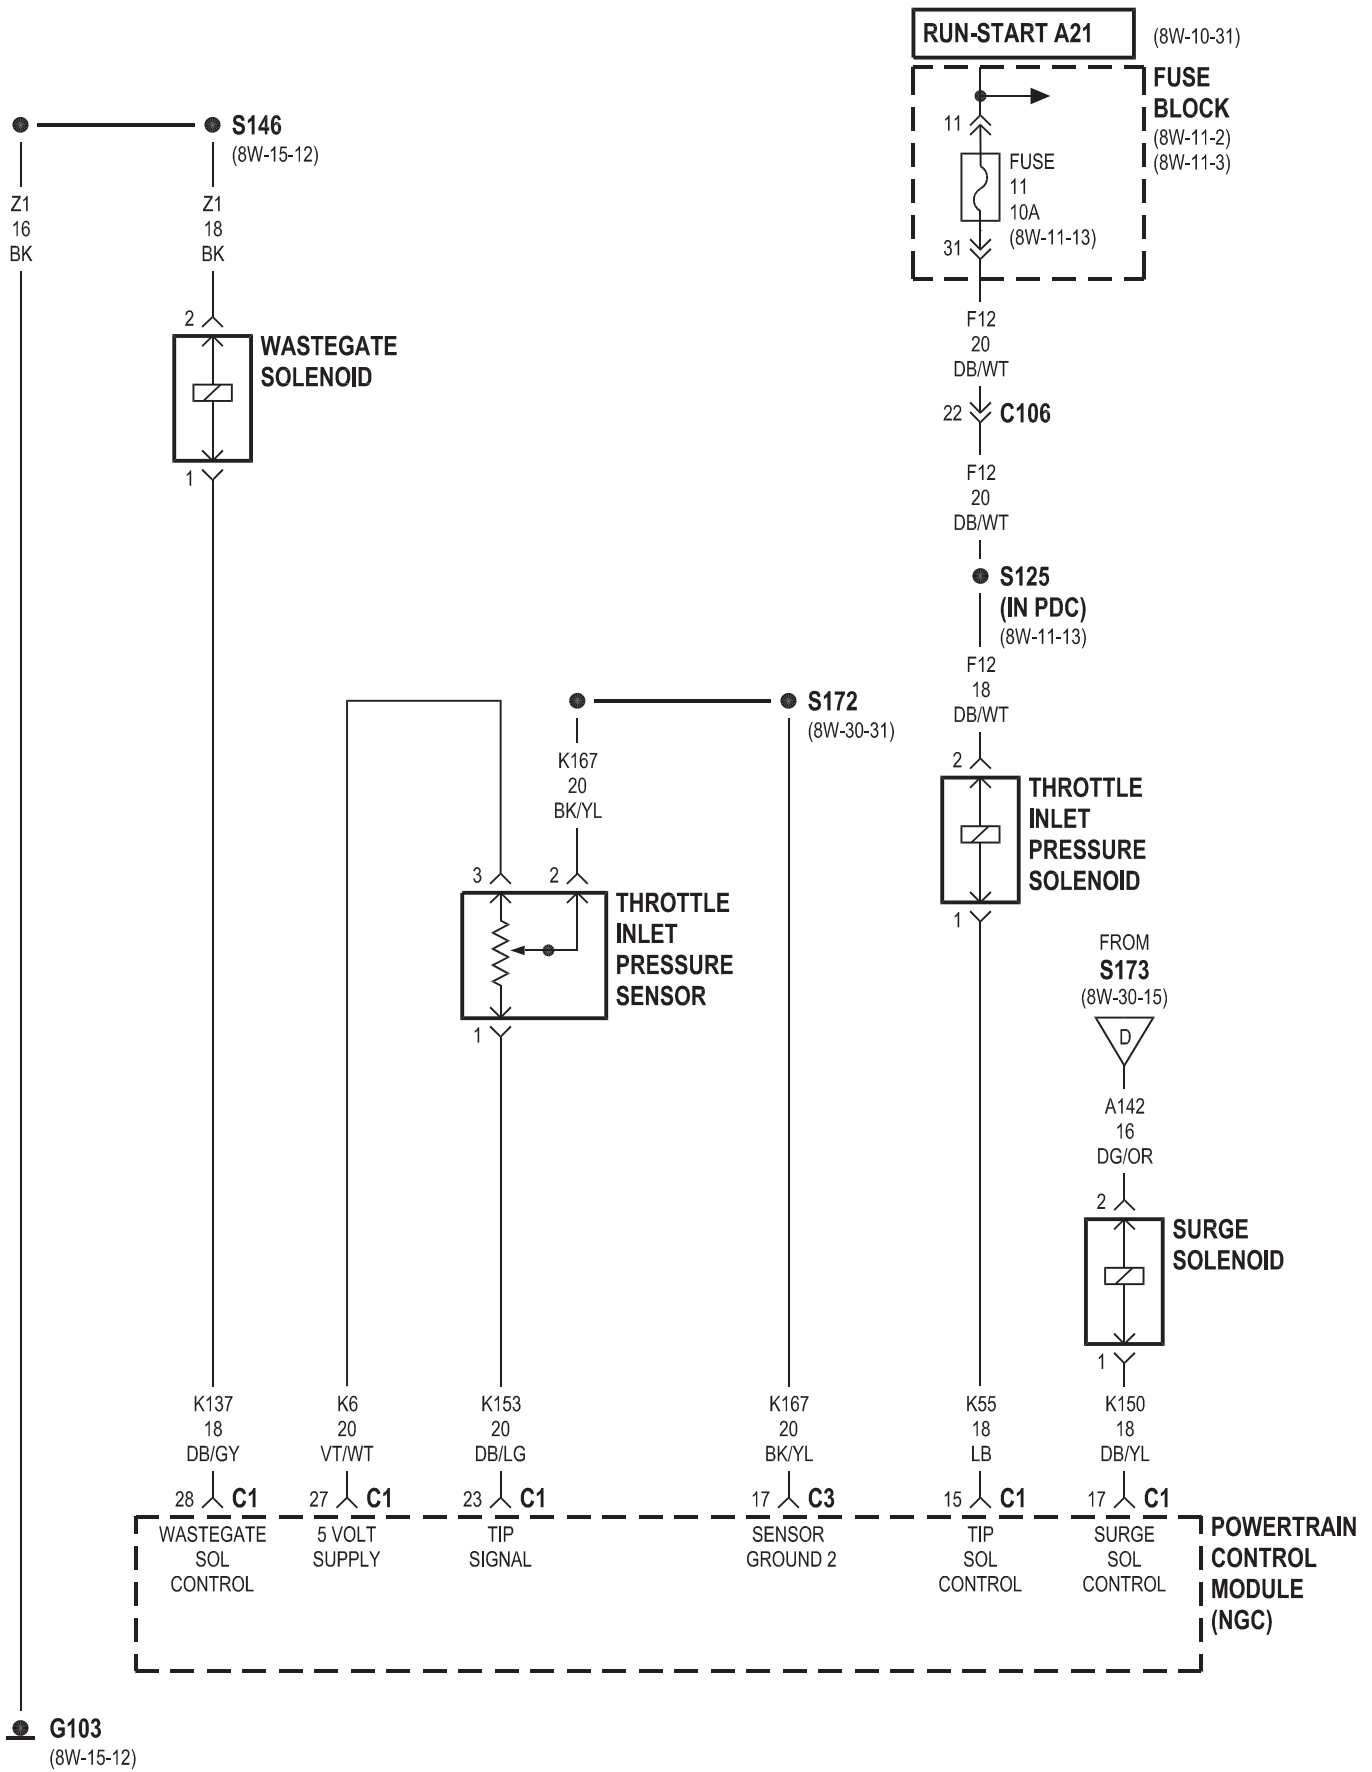 RUN-START A21
(8W-10-31)
FUSE
BLOCK
(8W-11-2)
(8W-11-3)
11
FUSE
11
10A
(8W-11-13)
31
S146
(8W-15-12)
Z1
16
BK
Z1
18
BK
2
WASTEGATE
SOLENOID
1
F12
20
DB/WT
22
C106
F12
20
DB/WT
S125
(IN PDC)
(8W-11-13)
F12
18
DB/WT
S172
(8W-30-31)
K167
20
BK/YL
3
2
THROTTLE
INLET
PRESSURE
SENSOR
1
2
THROTTLE
INLET
PRESSURE
SOLENOID
1
FROM
S173
(8W-30-15)
D
A142
16
DG/OR
2
SURGE
SOLENOID
1
K137
18
DB/GY
K6
20
VT/WT
K153
20
DB/LG
K167
20
BK/YL
K55
18
LB
K150
18
DB/YL
28 C1
27 C1
23 C1
17 C3
15 C1
17 C1
WASTEGATE
SOL
CONTROL
5 VOLT
SUPPLY
TIP
SIGNAL
SENSOR
GROUND 2
TIP
SOL
CONTROL
SURGE
SOL
CONTROL
POWERTRAIN
CONTROL
MODULE
(NGC)
G103
(8W-15-12)